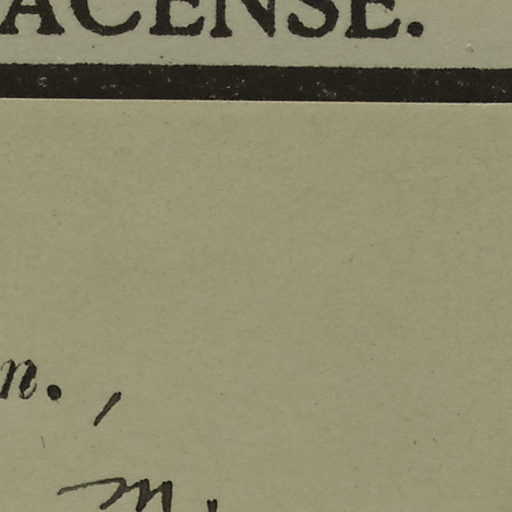 ACENSE.
n. ,